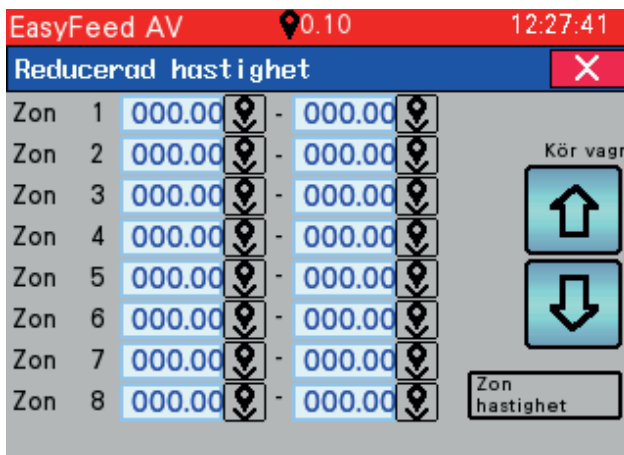 EasyFeed AV 0.10 12:27:41
Reducerad hastighet
Zon 1 000.00 - 000.00
Zon 2 000.00 - 000.00
Kör vagn
Zon 3 000.00 - 000.00
Zon 4 000.00 - 000.00
Zon 5 000.00 - 000.00
Zon 6 000.00 - 000.00
Zon 7 000.00 - 000.00
Zon 8 000.00 - 000.00
Zon
hastighet